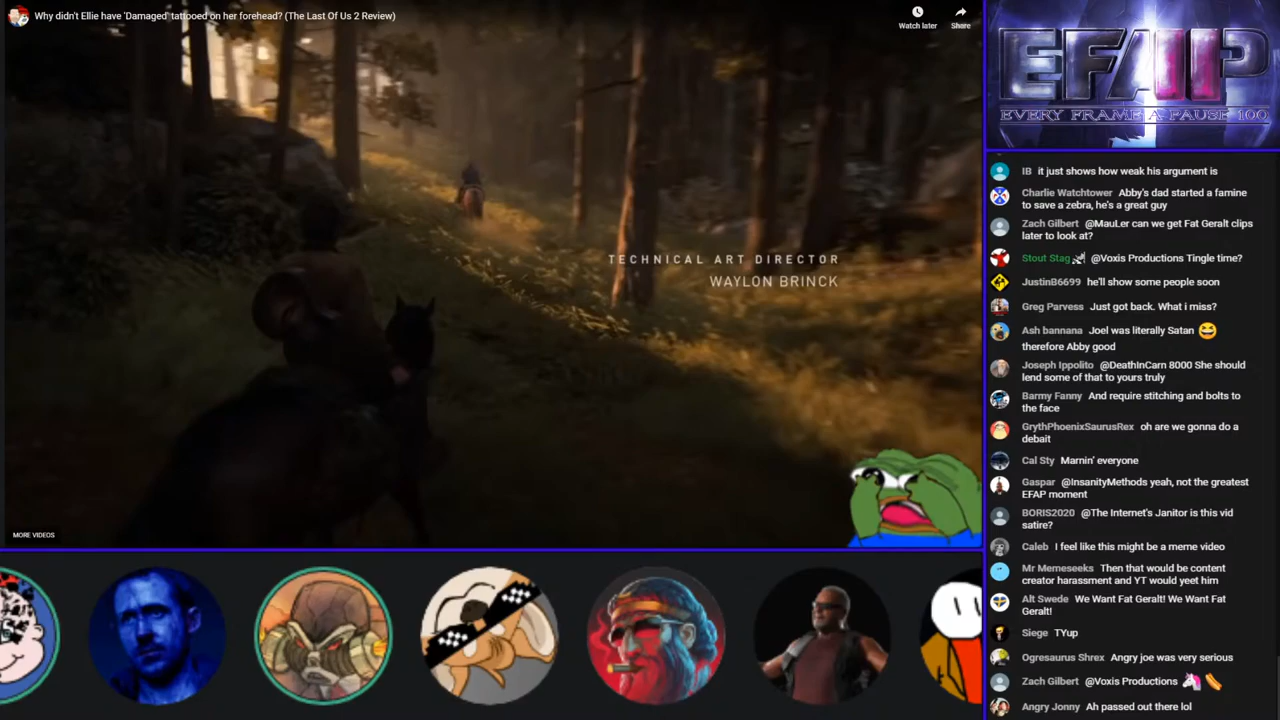 Why didn't Ellie have 'Damaged' tattooed on her forehead? (The Last Of Us 2 Review)
Watch later
Share
TECHNICAL ART DIRECTOR
WAYLON BRINCK
MORE VIDEOS
EFAP
EVERY FRAME A PAUSE 100
IB it just shows how weak his argument is
Charlie Watchtower Abby's dad started a famine
to save a zebra, he's a great guy
Zach Gilbert @MauLer can we get Fat Geralt clips
later to look at?
Stout Stag @Voxis Productions Tingle time?
JustinB6699 he'll show some people soon
Greg Parvess Just got back. What i miss?
Ash bannana Joel was literally Satan
therefore Abby good
Joseph Ippolito @DeathInCarn 8000 She should
lend some of that to yours truly
Barmy Fanny And require stitching and bolts to
the face
GrythPhoenixSaurusRex oh are we gonna do a
debait
Cal Sty Marnin' everyone
Gaspar @InsanityMethods yeah, not the greatest
EFAP moment
BORIS2020 @The Internet's Janitor is this vid
satire?
Caleb I feel like this might be a meme video
Mr Memeseeks Then that would be content
creator harassment and YT would yeet him
Alt Swede We Want Fat Geralt! We Want Fat
Geralt!
Siege TYup
Ogresaurus Shrex Angry joe was very serious
Zach Gilbert @Voxis Productions
Angry Jonny Ah passed out there lol